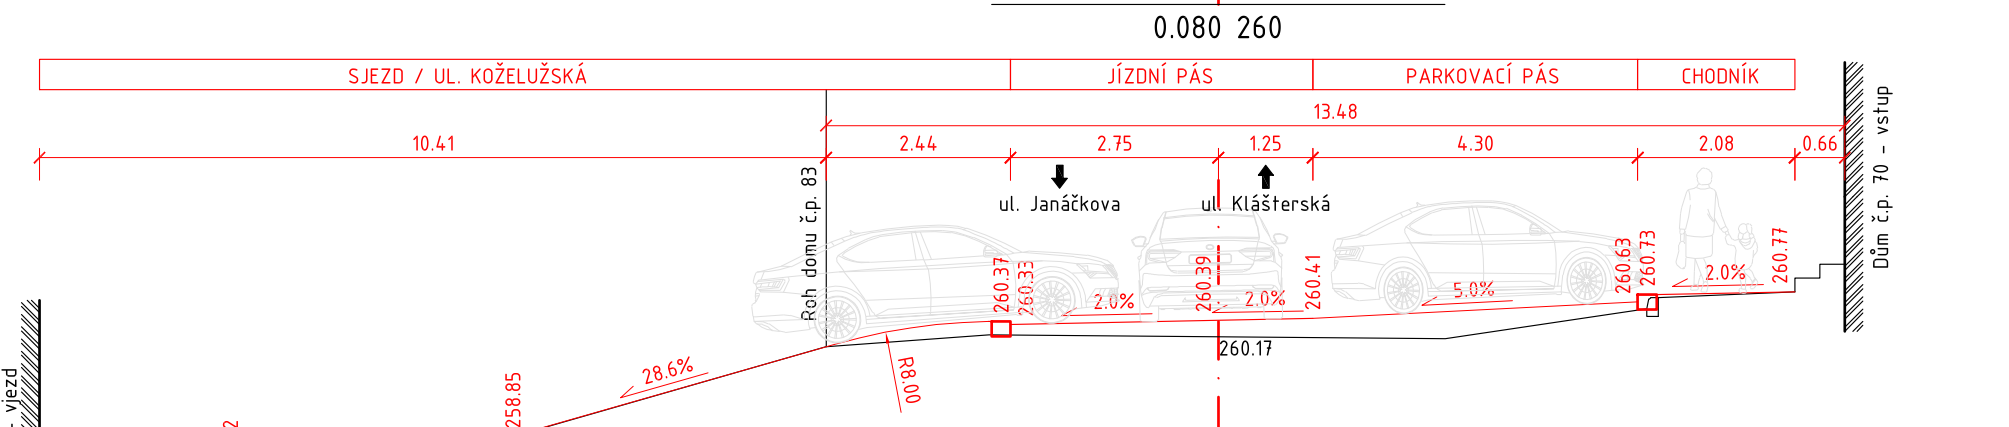 0.080 260
SJEZD / UL. KOŽELUŽSKÁ
JÍZDNÍ PÁS
PARKOVACÍ PÁS
CHODNÍK
13.48
10.41
2.44
2.75
1.25
4.30
2.08
0.66
Roh domu č.p. 83
ul. Janáčkova
ul. Klášterská
Dům č.p. 70 - vstup
260.37
260.33
2.0%
260.39
2.0%
260.41
5.0%
260.63
260.73
2.0%
260.77
260.17
28.6%
R8.00
258.85
- vjezd
2